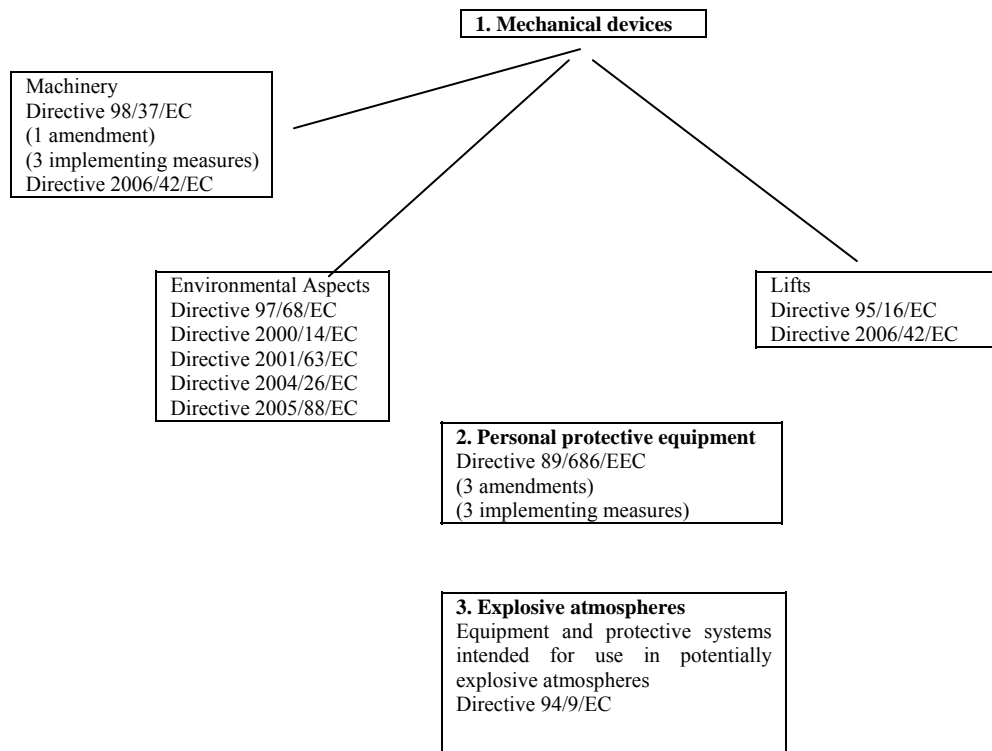 1. Mechanical devices
Machinery
Directive 98/37/EC
(1 amendment)
(3 implementing measures)
Directive 2006/42/EC
Environmental Aspects
Directive 97/68/EC
Directive 2000/14/EC
Directive 2001/63/EC
Directive 2004/26/EC
Directive 2005/88/EC
Lifts
Directive 95/16/EC
Directive 2006/42/EC
2. Personal protective equipment
Directive 89/686/EEC
(3 amendments)
(3 implementing measures)
3. Explosive atmospheres
Equipment and protective systems
intended for use in potentially
explosive atmospheres
Directive 94/9/EC